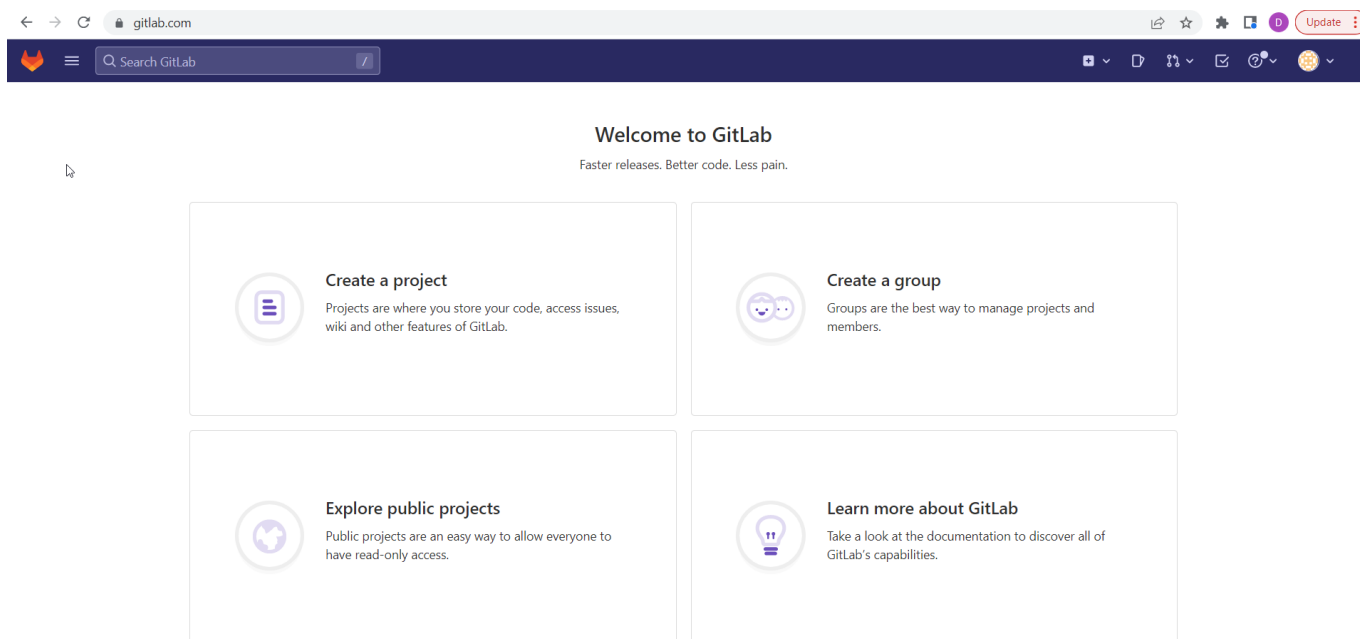 gitlab.com
D
Update
Search GitLab
/
Welcome to GitLab
Faster releases. Better code. Less pain.
Create a project
Projects are where you store your code, access issues,
wiki and other features of GitLab.
Create a group
Groups are the best way to manage projects and
members.
Explore public projects
Public projects are an easy way to allow everyone to
have read-only access.
Learn more about GitLab
Take a look at the documentation to discover all of
GitLab's capabilities.